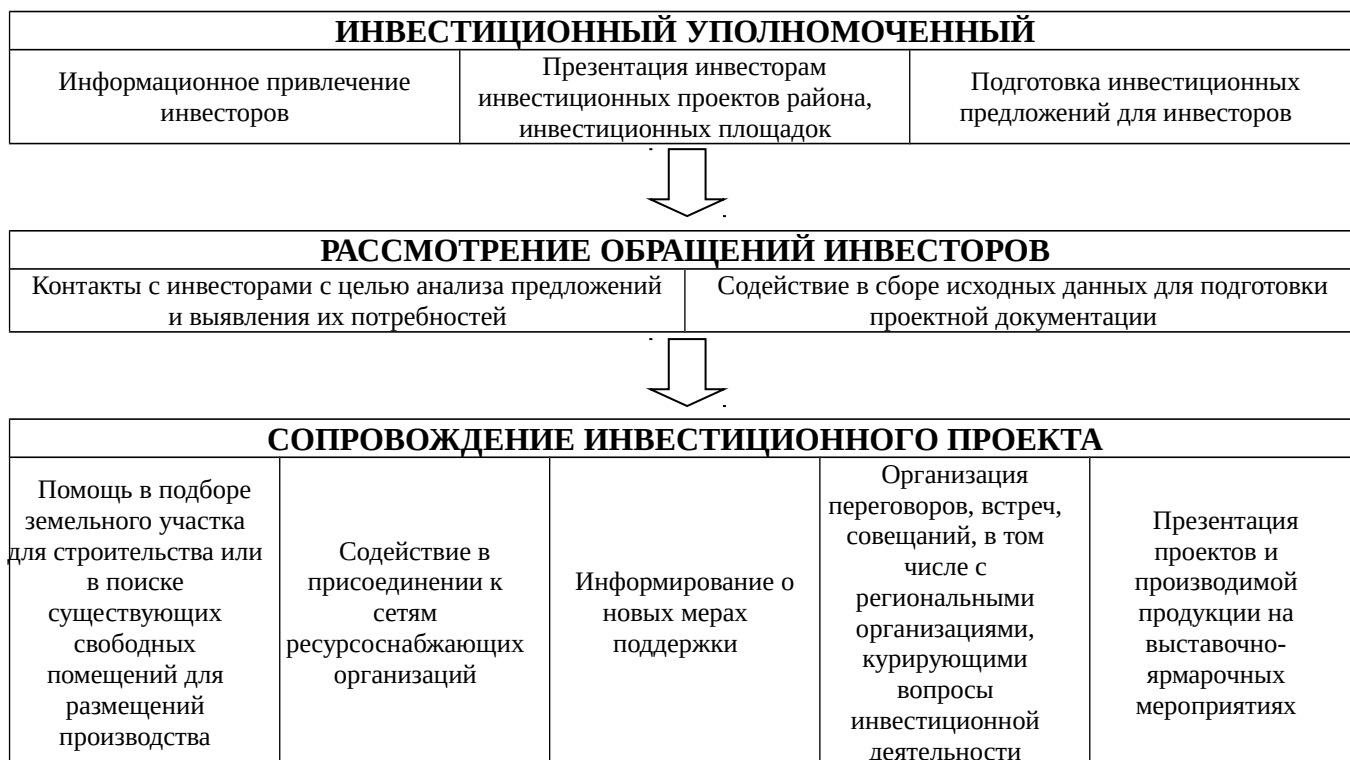 ИНВЕСТИЦИОННЫЙ УПОЛНОМОЧЕННЫЙ
Информационное привлечение
инвесторов
Презентация инвесторам
инвестиционных проектов района,
инвестиционных площадок
Подготовка инвестиционных
предложений для инвесторов
РАССМОТРЕНИЕ ОБРАЩЕНИЙ ИНВЕСТОРОВ
Контакты с инвесторами с целью анализа предложений
и выявления их потребностей
Содействие в сборе исходных данных для подготовки
проектной документации
СОПРОВОЖДЕНИЕ ИНВЕСТИЦИОННОГО ПРОЕКТА
Помощь в подборе
земельного участка
для строительства или
в поиске
существующих
свободных
помещений для
размещений
производства
Содействие в
присоединении к
сетям
ресурсоснабжающих
организаций
Информирование о
новых мерах
поддержки
Организация
переговоров, встреч,
совещаний, в том
числе с
региональными
организациями,
курирующими
вопросы
инвестиционной
деятельности
Презентация
проектов и
производимой
продукции на
выставочно-
ярмарочных
мероприятиях